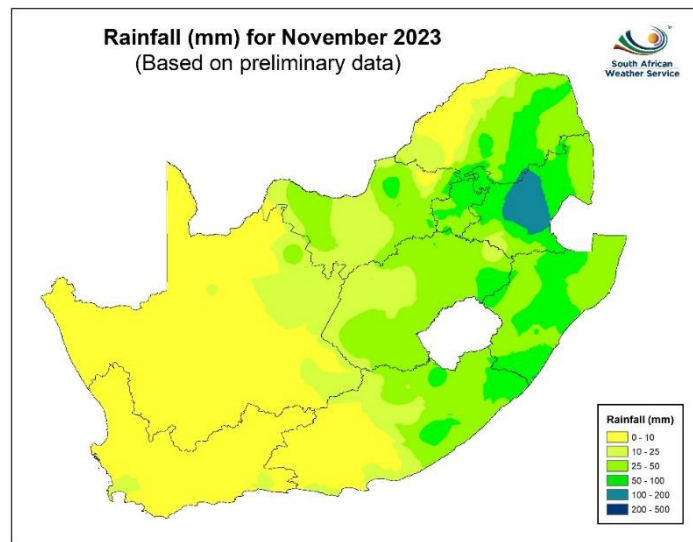 Rainfall (mm) for November 2023
(Based on preliminary data)
South African
Weather Service
Rainfall (mm)
0 - 10
10 - 25
25 - 50
50 - 100
100 - 200
200 - 500